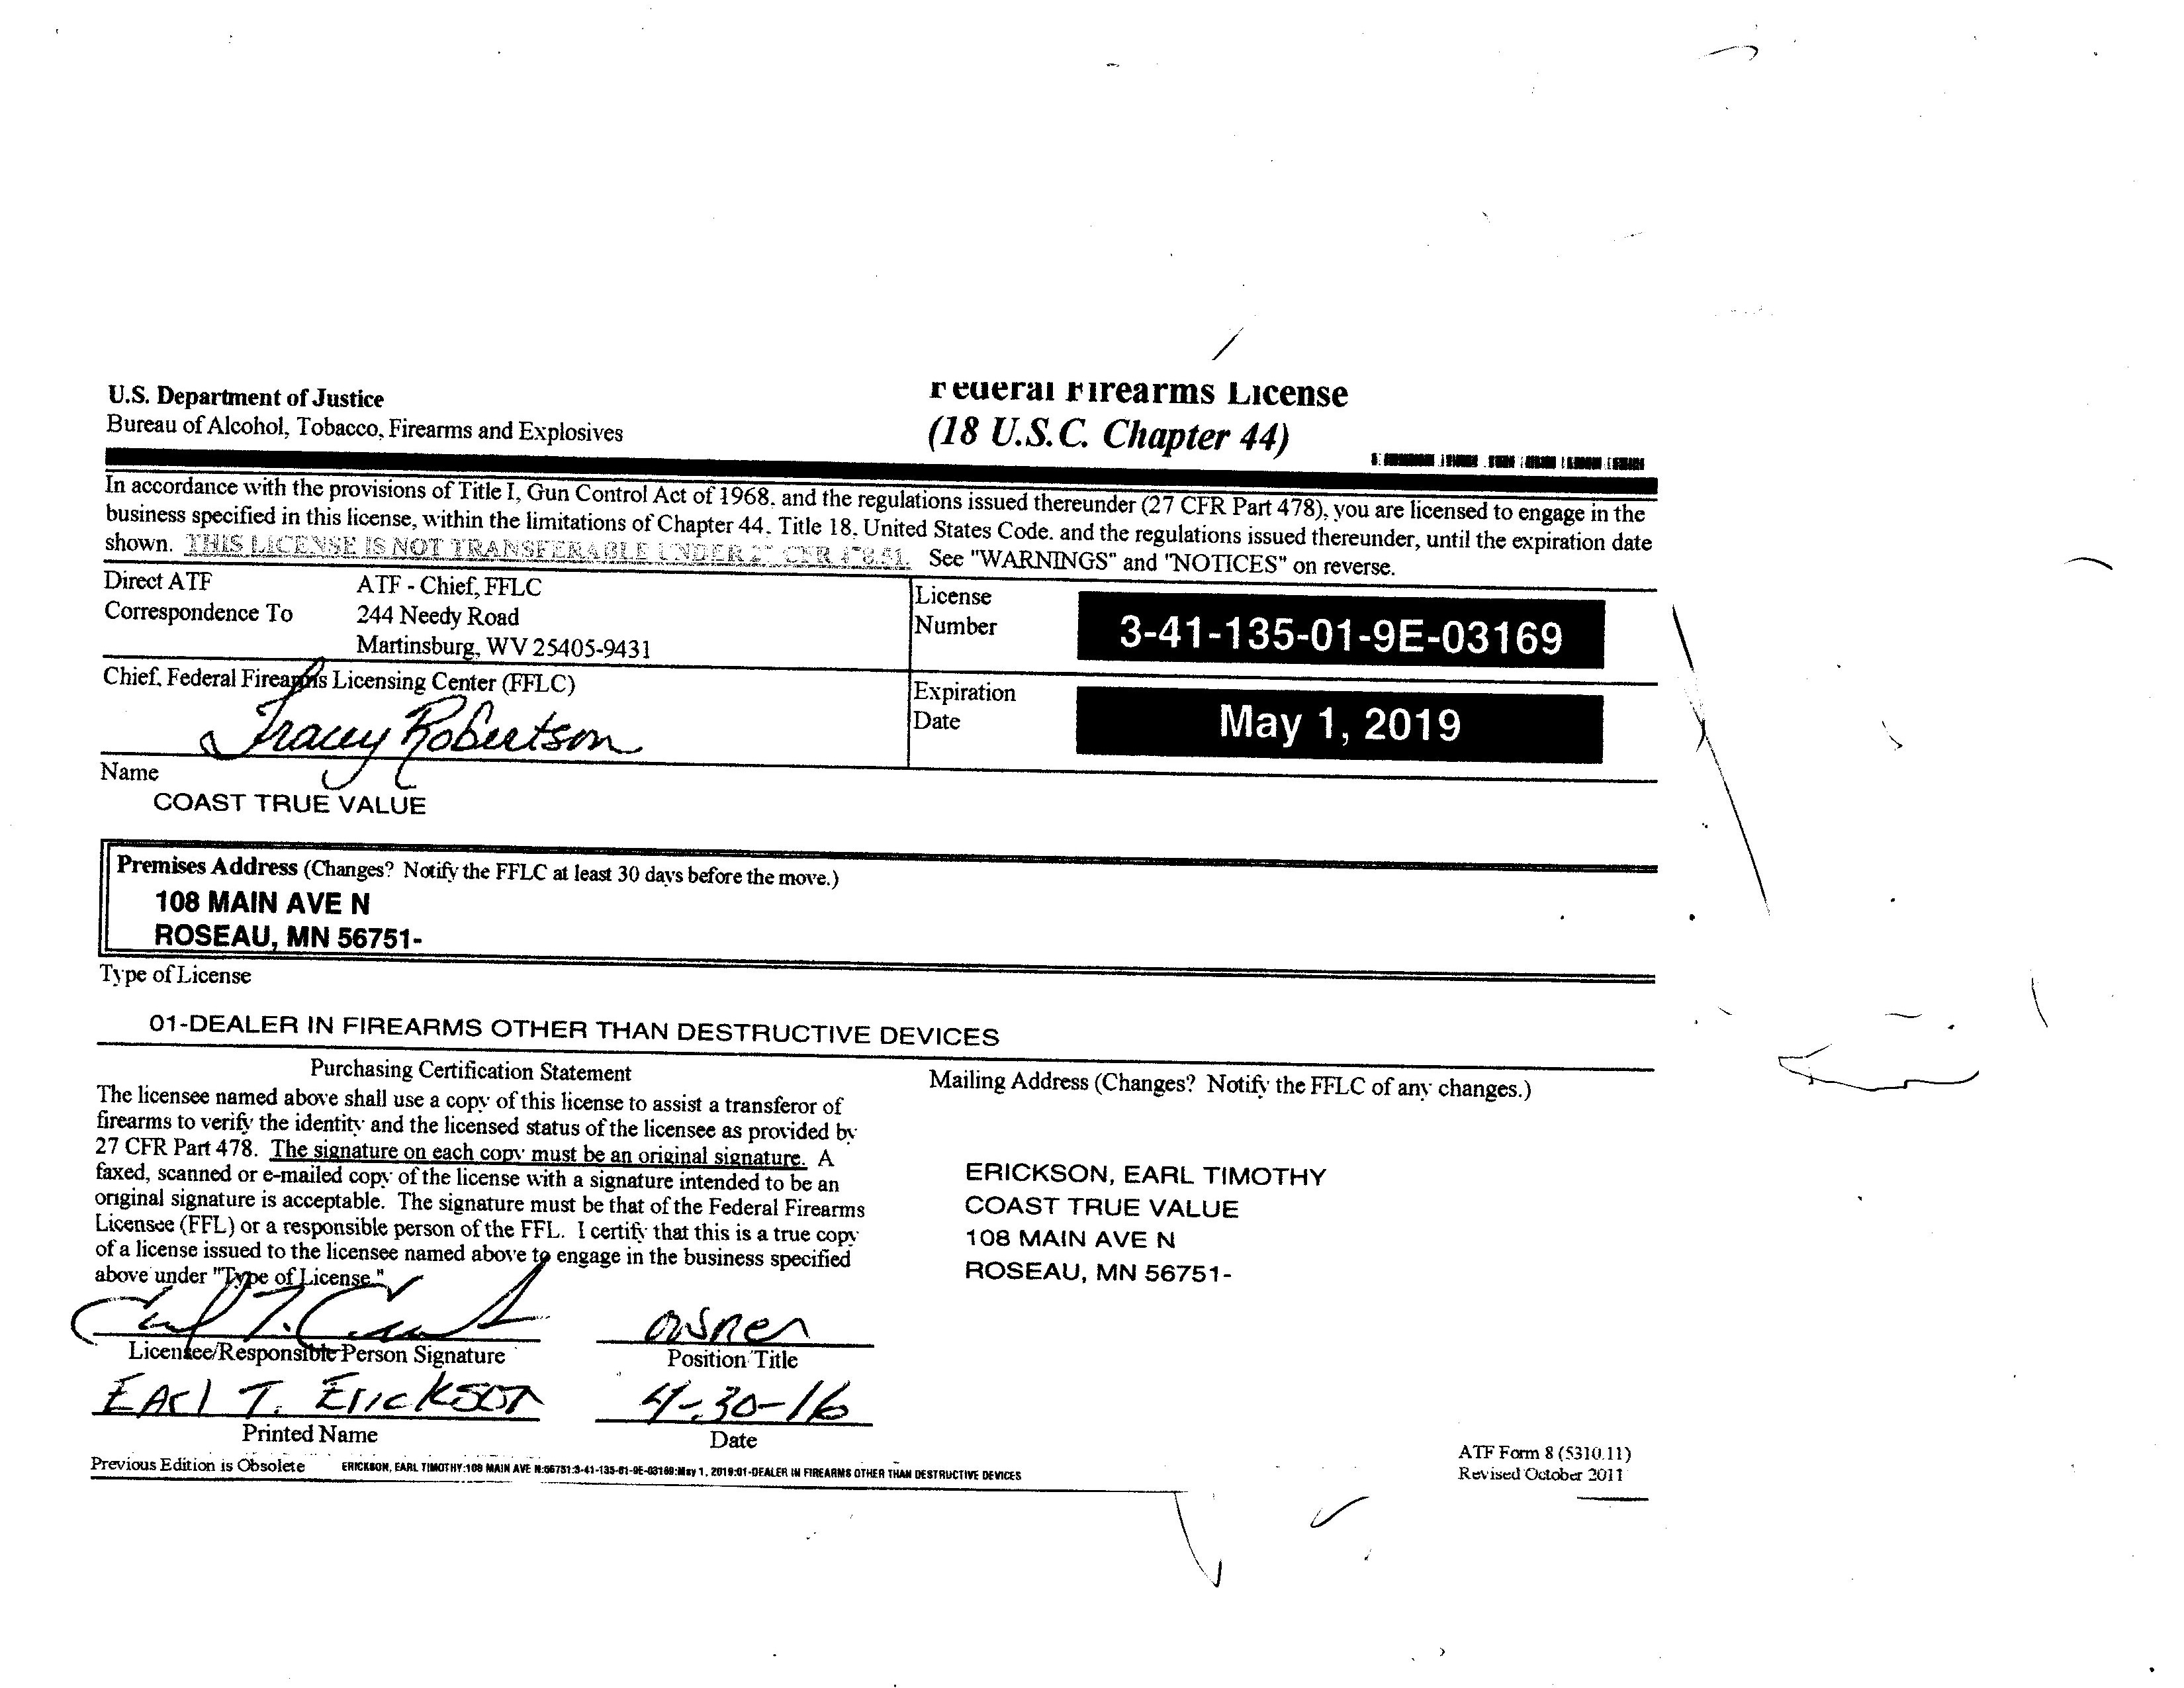 U.S. Department of Justice
Bureau of Alcohol, Tobacco, Firearms and Explosives
Federal Firearms License
(18 U.S.C. Chapter 44)
In accordance with the provisions of Title I, Gun Control Act of 1968, and the regulations issued thereunder (27 CFR Part 478), you are licensed to engage in the
business specified in this license, within the limitations of Chapter 44, Title 18, United States Code, and the regulations issued thereunder, until the expiration date
shown. THIS LICENSE IS NOT TRANSFERABLE UNDER 27 CFR 478.51. See "WARNINGS" and "NOTICES" on reverse.
Direct ATF
Correspondence To
ATF - Chief, FFLC
244 Needy Road
Martinsburg, WV 25405-9431
License
Number
3-41-135-01-9E-03169
Chief, Federal Firearms Licensing Center (FFLC)
Tracey Robertson
Expiration
Date
May 1, 2019
Name
COAST TRUE VALUE
Premises Address (Changes? Notify the FFLC at least 30 days before the move.)
108 MAIN AVE N
ROSEAU, MN 56751-
Type of License
01-DEALER IN FIREARMS OTHER THAN DESTRUCTIVE DEVICES
Purchasing Certification Statement
The licensee named above shall use a copy of this license to assist a transferor of
firearms to verify the identity and the licensed status of the licensee as provided by
27 CFR Part 478. The signature on each copy must be an original signature. A
faxed, scanned or e-mailed copy of the license with a signature intended to be an
original signature is acceptable. The signature must be that of the Federal Firearms
Licensee (FFL) or a responsible person of the FFL. I certify that this is a true copy
of a license issued to the licensee named above to engage in the business specified
above under "Type of License."
Mailing Address (Changes? Notify the FFLC of any changes.)
ERICKSON, EARL TIMOTHY
COAST TRUE VALUE
108 MAIN AVE N
ROSEAU, MN 56751-
owner
Licensee/Responsible Person Signature
Position Title
EArl T. Erickson
4-30-16
Printed Name
Date
Previous Edition is Obsolete
ERICKSON, EARL TIMOTHY:108 MAIN AVE N:56751:3-41-135-01-9E-03169:May 1, 2019:01-DEALER IN FIREARMS OTHER THAN DESTRUCTIVE DEVICES
ATF Form 8 (5310.11)
Revised October 2011